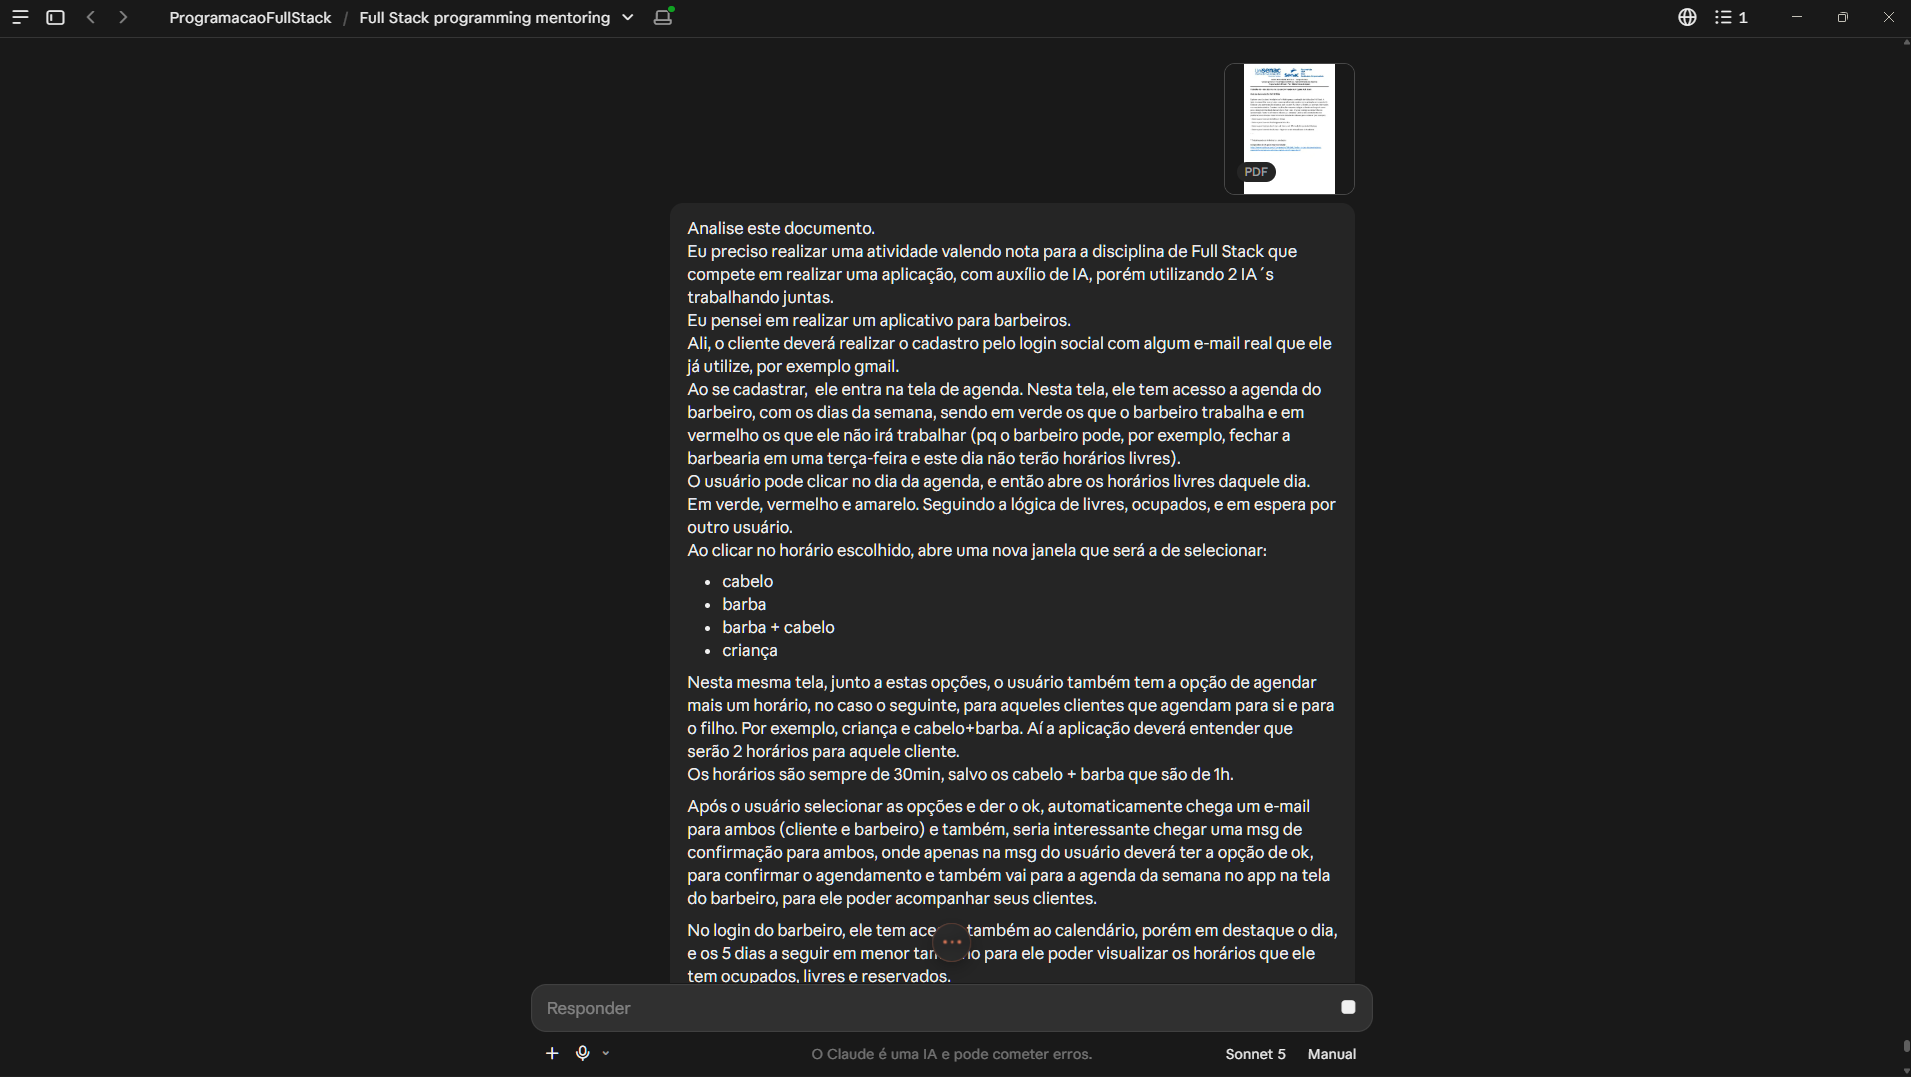 ProgramacaoFullStack / Full Stack programming mentoring
1
unisenac
Senac
PDF
Analise este documento.
Eu preciso realizar uma atividade valendo nota para a disciplina de Full Stack que
compete em realizar uma aplicação, com auxílio de IA, porém utilizando 2 IA´s
trabalhando juntas.
Eu pensei em realizar um aplicativo para barbeiros.
Ali, o cliente deverá realizar o cadastro pelo login social com algum e-mail real que ele
já utilize, por exemplo gmail.
Ao se cadastrar,  ele entra na tela de agenda. Nesta tela, ele tem acesso a agenda do
barbeiro, com os dias da semana, sendo em verde os que o barbeiro trabalha e em
vermelho os que ele não irá trabalhar (pq o barbeiro pode, por exemplo, fechar a
barbearia em uma terça-feira e este dia não terão horários livres).
O usuário pode clicar no dia da agenda, e então abre os horários livres daquele dia.
Em verde, vermelho e amarelo. Seguindo a lógica de livres, ocupados, e em espera por
outro usuário.
Ao clicar no horário escolhido, abre uma nova janela que será a de selecionar:
• cabelo
• barba
• barba + cabelo
• criança
Nesta mesma tela, junto a estas opções, o usuário também tem a opção de agendar
mais um horário, no caso o seguinte, para aqueles clientes que agendam para si e para
o filho. Por exemplo, criança e cabelo+barba. Aí a aplicação deverá entender que
serão 2 horários para aquele cliente.
Os horários são sempre de 30min, salvo os cabelo + barba que são de 1h.
Após o usuário selecionar as opções e der o ok, automaticamente chega um e-mail
para ambos (cliente e barbeiro) e também, seria interessante chegar uma msg de
confirmação para ambos, onde apenas na msg do usuário deverá ter a opção de ok,
para confirmar o agendamento e também vai para a agenda da semana no app na tela
do barbeiro, para ele poder acompanhar seus clientes.
No login do barbeiro, ele tem ace também ao calendário, porém em destaque o dia,
e os 5 dias a seguir em menor tam o para ele poder visualizar os horários que ele
tem ocupados, livres e reservados.
Responder
O Claude é uma IA e pode cometer erros.
Sonnet 5 Manual